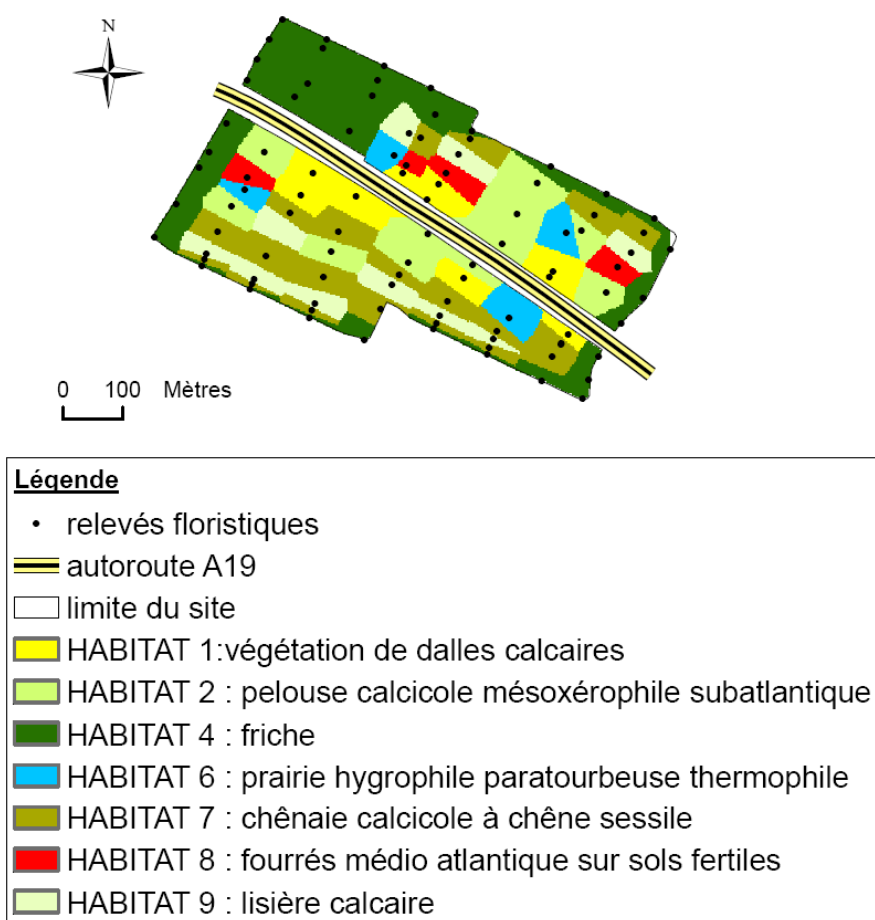 N
0 100 Mètres
Légende
relevés floristiques
autoroute A19
limite du site
HABITAT 1:végétation de dalles calcaires
HABITAT 2 : pelouse calcicole mésoxérophile subatlantique
HABITAT 4 : friche
HABITAT 6 : prairie hygrophile paratourbeuse thermophile
HABITAT 7 : chênaie calcicole à chêne sessile
HABITAT 8 : fourrés médio atlantique sur sols fertiles
HABITAT 9 : lisière calcaire